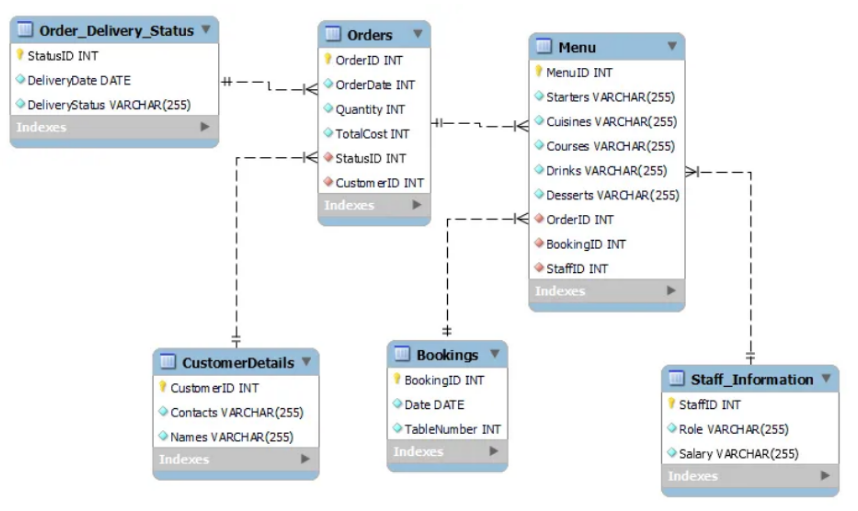 Order_Delivery_Status
StatusID INT
DeliveryDate DATE
DeliveryStatus VARCHAR(255)
Indexes
Orders
OrderID INT
OrderDate INT
Quantity INT
TotalCost INT
StatusID INT
CustomerID INT
Indexes
Menu
MenuID INT
Starters VARCHAR(255)
Cuisines VARCHAR(255)
Courses VARCHAR(255)
Drinks VARCHAR(255)
Desserts VARCHAR(255)
OrderID INT
BookingID INT
StaffID INT
Indexes
CustomerDetails
CustomerID INT
Contacts VARCHAR(255)
Names VARCHAR(255)
Indexes
Bookings
BookingID INT
Date DATE
TableNumber INT
Indexes
Staff_Information
StaffID INT
Role VARCHAR(255)
Salary VARCHAR(255)
Indexes